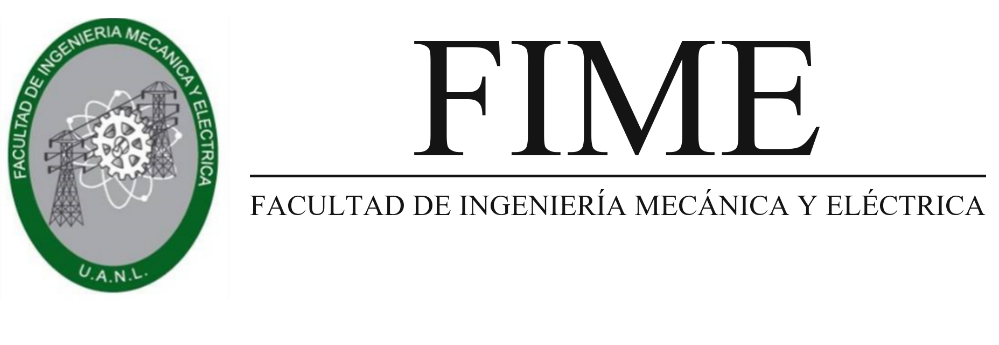 FACULTAD DE INGENIERIA MECANICA Y ELECTRICA
U.A.N.L.
FIME
FACULTAD DE INGENIERÍA MECÁNICA Y ELÉCTRICA